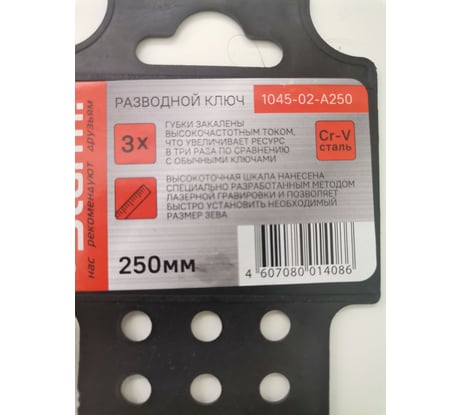 РАЗВОДНОЙ КЛЮЧ 1045-02-A250
3x
ГУБКИ ЗАКАЛЕНЫ
ВЫСОКОЧАСТОТНЫМ ТОКОМ,
ЧТО УВЕЛИЧИВАЕТ РЕСУРС
В ТРИ РАЗА ПО СРАВНЕНИЮ
С ОБЫЧНЫМИ КЛЮЧАМИ
Cr-V
сталь
ВЫСОКОТОЧНАЯ ШКАЛА НАНЕСЕНА
СПЕЦИАЛЬНО РАЗРАБОТАННЫМ МЕТОДОМ
ЛАЗЕРНОЙ ГРАВИРОВКИ И ПОЗВОЛЯЕТ
БЫСТРО УСТАНОВИТЬ НЕОБХОДИМЫЙ
РАЗМЕР ЗЕВА
250мм
4 607080 014086
Sturm!
нас рекомендуют друзьям